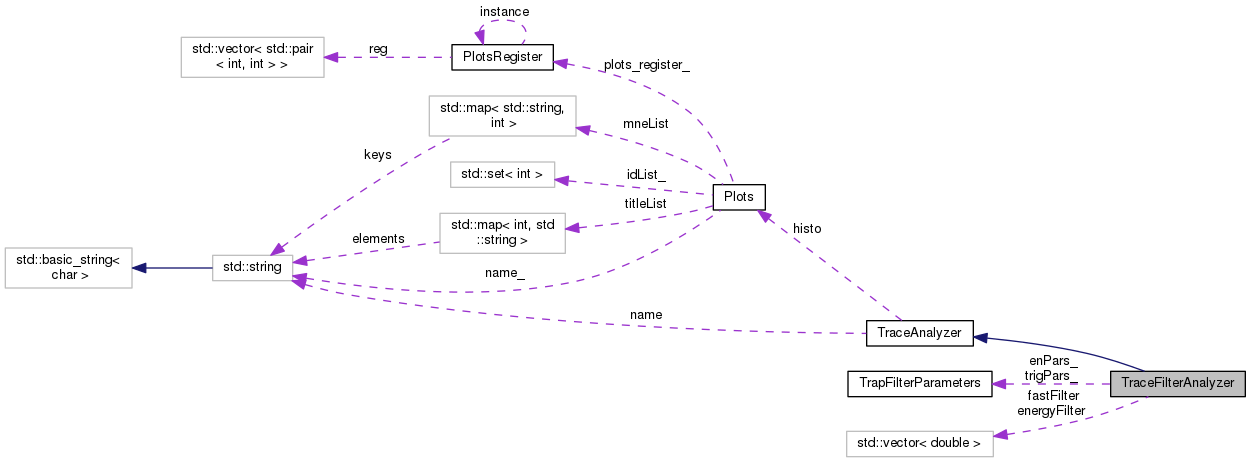 instance
std::vector< std::pair
< int, int > >
reg
PlotsRegister
plots_register_
std::map< std::string,
int >
mneList
keys
std::set< int >
idList_
Plots
titleList
std::map< int, std
::string >
histo
elements
std::basic_string<
char >
std::string
name_
name
TraceAnalyzer
enPars_
trigPars_
TrapFilterParameters
TraceFilterAnalyzer
fastFilter
energyFilter
std::vector< double >